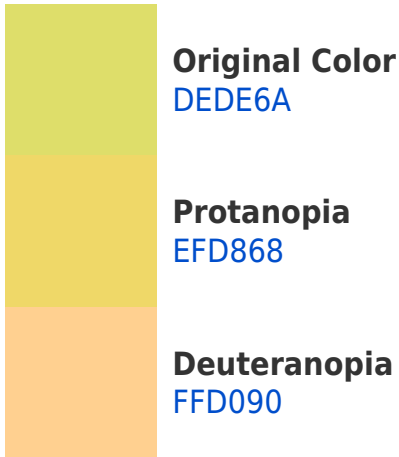 Original Color
DEDE6A
Protanopia
EFD868
Deuteranopia
FFD090